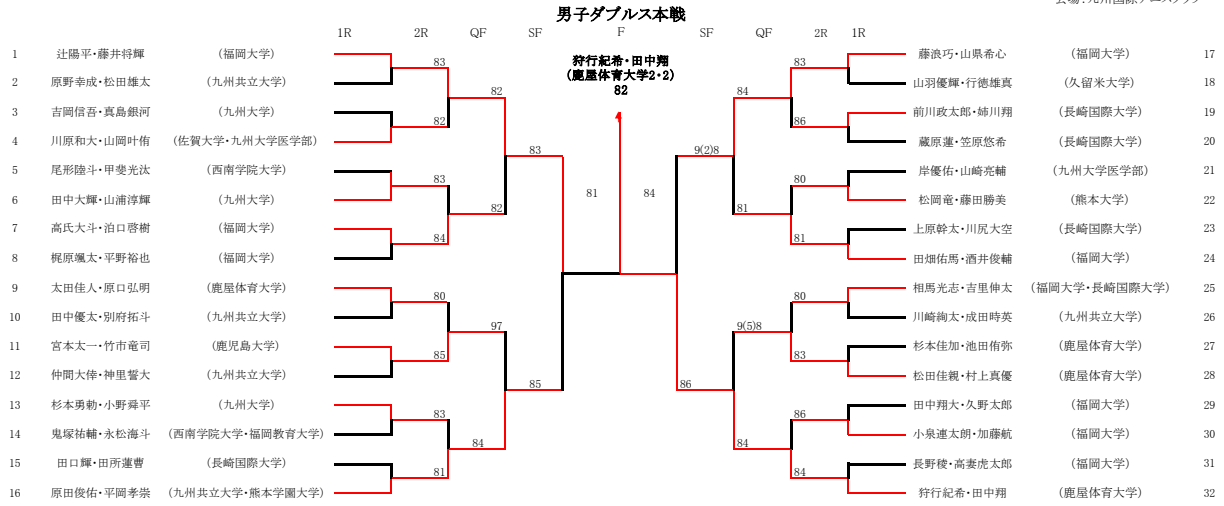 男子ダブルス本戦
1R 2R QF SF F SF QF 2R 1R
狩行紀希・田中翔
(鹿屋体育大学2・2)
82
1 辻陽平・藤井将輝 (福岡大学) 83 83 藤浪巧・山県希心 (福岡大学) 17
2 原野幸成・松田雄太 (九州共立大学) 82 84 山羽優輝・行徳雄真 (久留米大学) 18
3 吉岡信吾・真島銀河 (九州大学) 82 86 前川政太郎・姉川翔 (長崎国際大学) 19
4 川原和大・山岡叶侑 (佐賀大学・九州大学医学部) 83 9(2)8 蔵原蓮・笠原悠希 (長崎国際大学) 20
5 尾形陸斗・甲斐光汰 (西南学院大学) 83 81 84 80 岸優佑・山崎亮輔 (九州大学医学部) 21
6 田中大輝・山浦淳輝 (九州大学) 82 81 松岡竜・藤田勝美 (熊本大学) 22
7 高氏大斗・泊口啓樹 (福岡大学) 84 81 上原幹太・川尻大空 (長崎国際大学) 23
8 梶原颯太・平野裕也 (福岡大学) 田畑佑馬・酒井俊輔 (福岡大学) 24
9 太田佳人・原口弘明 (鹿屋体育大学) 80 80 相馬光志・吉里伸太 (福岡大学・長崎国際大学) 25
10 田中優太・別府拓斗 (九州共立大学) 97 9(5)8 川崎絢太・成田時英 (九州共立大学) 26
11 宮本太一・竹市竜司 (鹿児島大学) 85 83 杉本佳加・池田侑弥 (鹿屋体育大学) 27
12 仲間大倖・神里誓大 (九州共立大学) 85 86 松田佳親・村上真優 (鹿屋体育大学) 28
13 杉本勇勅・小野舜平 (九州大学) 83 86 田中翔大・久野太郎 (福岡大学) 29
14 鬼塚祐輔・永松海斗 (西南学院大学・福岡教育大学) 84 84 小泉連太朗・加藤航 (福岡大学) 30
15 田口輝・田所蓮曹 (長崎国際大学) 81 84 長野稜・高妻虎太郎 (福岡大学) 31
16 原田俊佑・平岡孝崇 (九州共立大学・熊本学園大学) 狩行紀希・田中翔 (鹿屋体育大学) 32